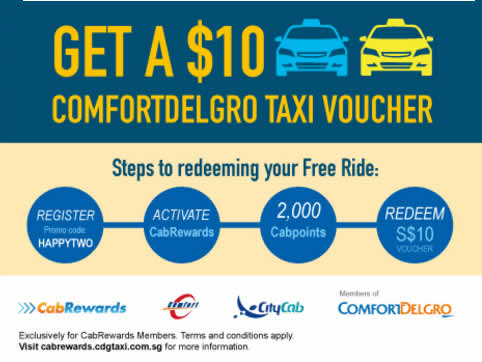 GET A $10
COMFORTDELGRO TAXI VOUCHER
Steps to redeeming your Free Ride:
REGISTER
Promo code:
HAPPYTWO
ACTIVATE
CabRewards
2,000
Cabpoints
REDEEM
S$10
VOUCHER
CabRewards
Comfort
CityCab
Members of
COMFORTDELGRO
Exclusively for CabRewards Members. Terms and conditions apply.
Visit cabrewards.cdgtaxi.com.sg for more information.